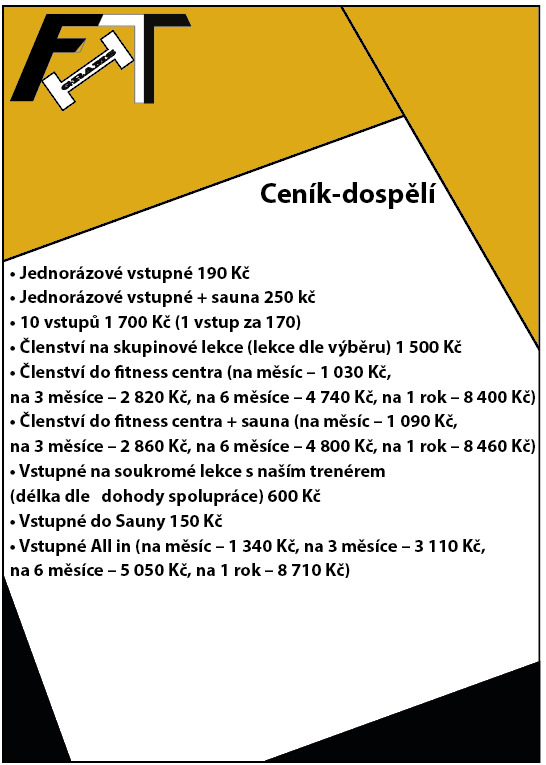 FIT
Ceník-dospělí
• Jednorázové vstupné 190 Kč
• Jednorázové vstupné + sauna 250 kč
• 10 vstupů 1 700 Kč (1 vstup za 170)
• Členství na skupinové lekce (lekce dle výběru) 1 500 Kč
• Členství do fitness centra (na měsíc – 1 030 Kč,
na 3 měsíce – 2 820 Kč, na 6 měsíce – 4 740 Kč, na 1 rok – 8 400 Kč)
• Členství do fitness centra + sauna (na měsíc – 1 090 Kč,
na 3 měsíce – 2 860 Kč, na 6 měsíce – 4 800 Kč, na 1 rok – 8 460 Kč)
• Vstupné na soukromé lekce s naším trenérem
(délka dle dohody spolupráce) 600 Kč
• Vstupné do Sauny 150 Kč
• Vstupné All in (na měsíc – 1 340 Kč, na 3 měsíce – 3 110 Kč,
na 6 měsíce – 5 050 Kč, na 1 rok – 8 710 Kč)